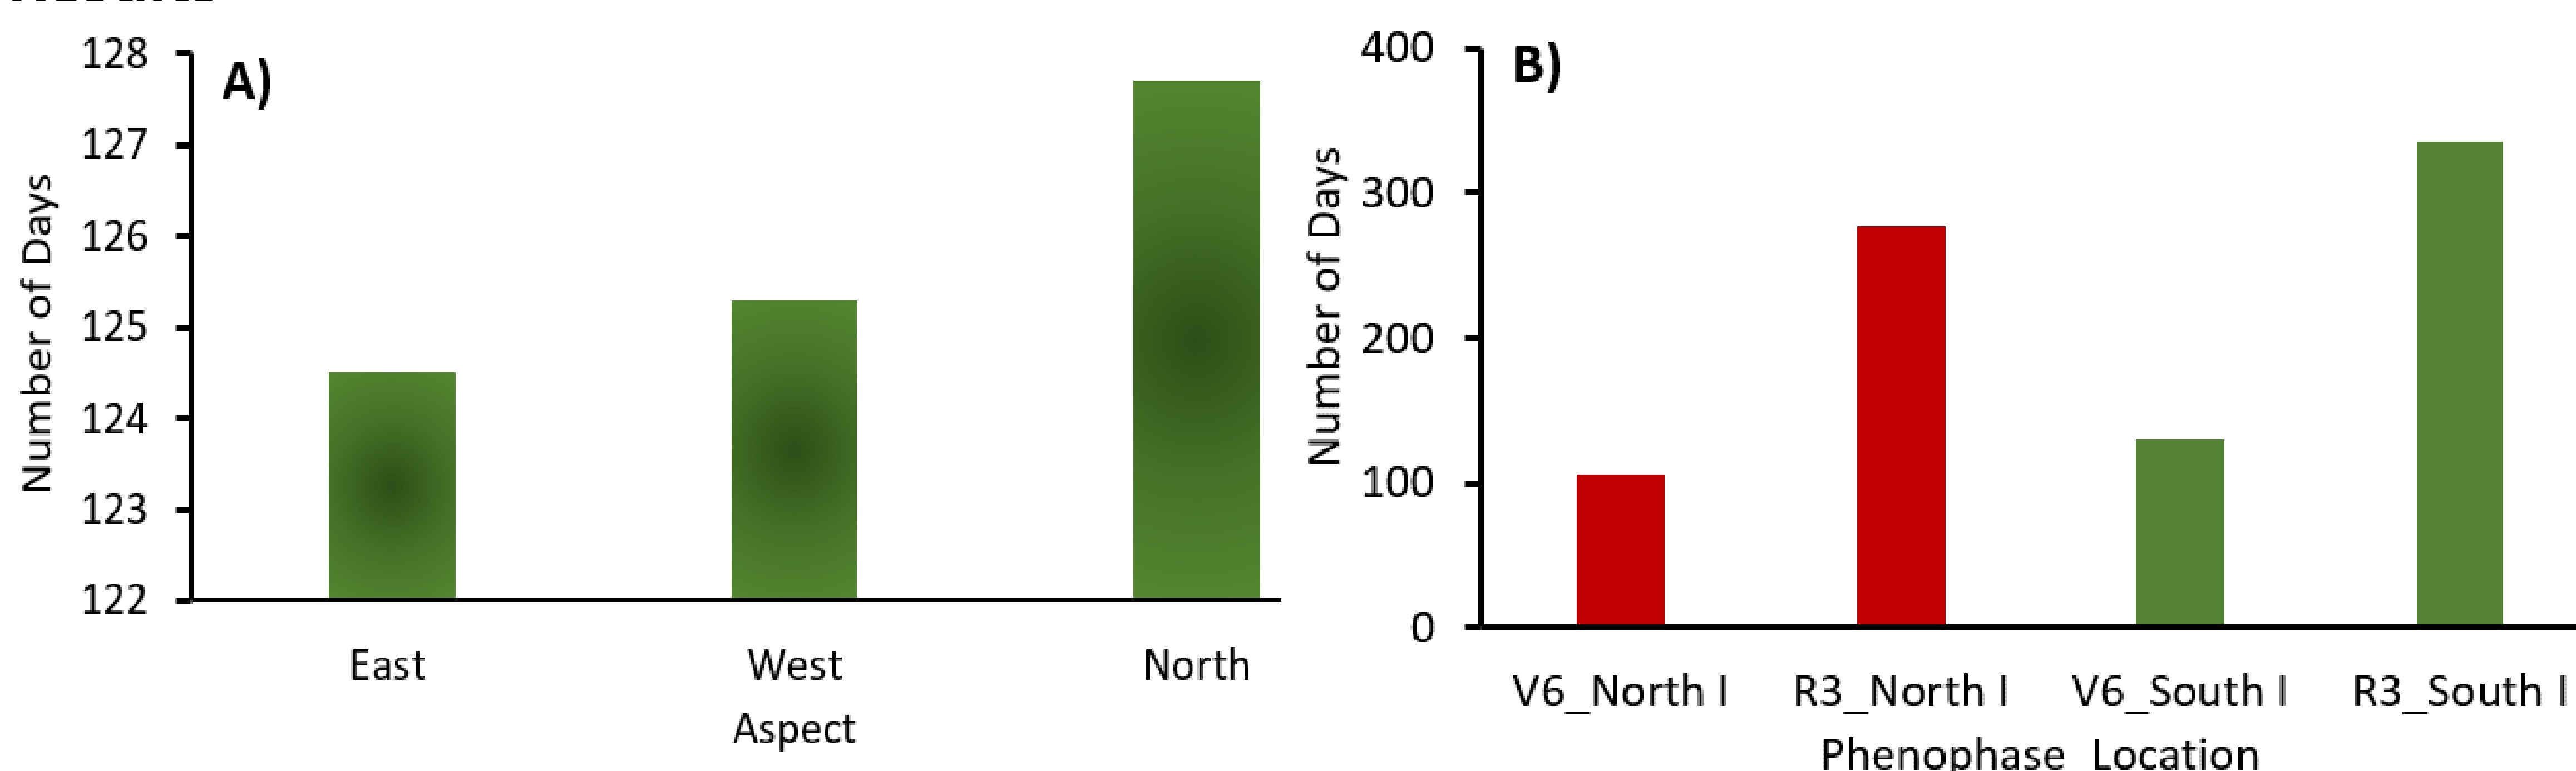 A)
128
127
126
125
124
123
122
Number of Days
East West North
Aspect
B)
400
300
200
100
0
Number of Days
V6_North I R3_North I V6_South I R3_South I
Phenophase_Location